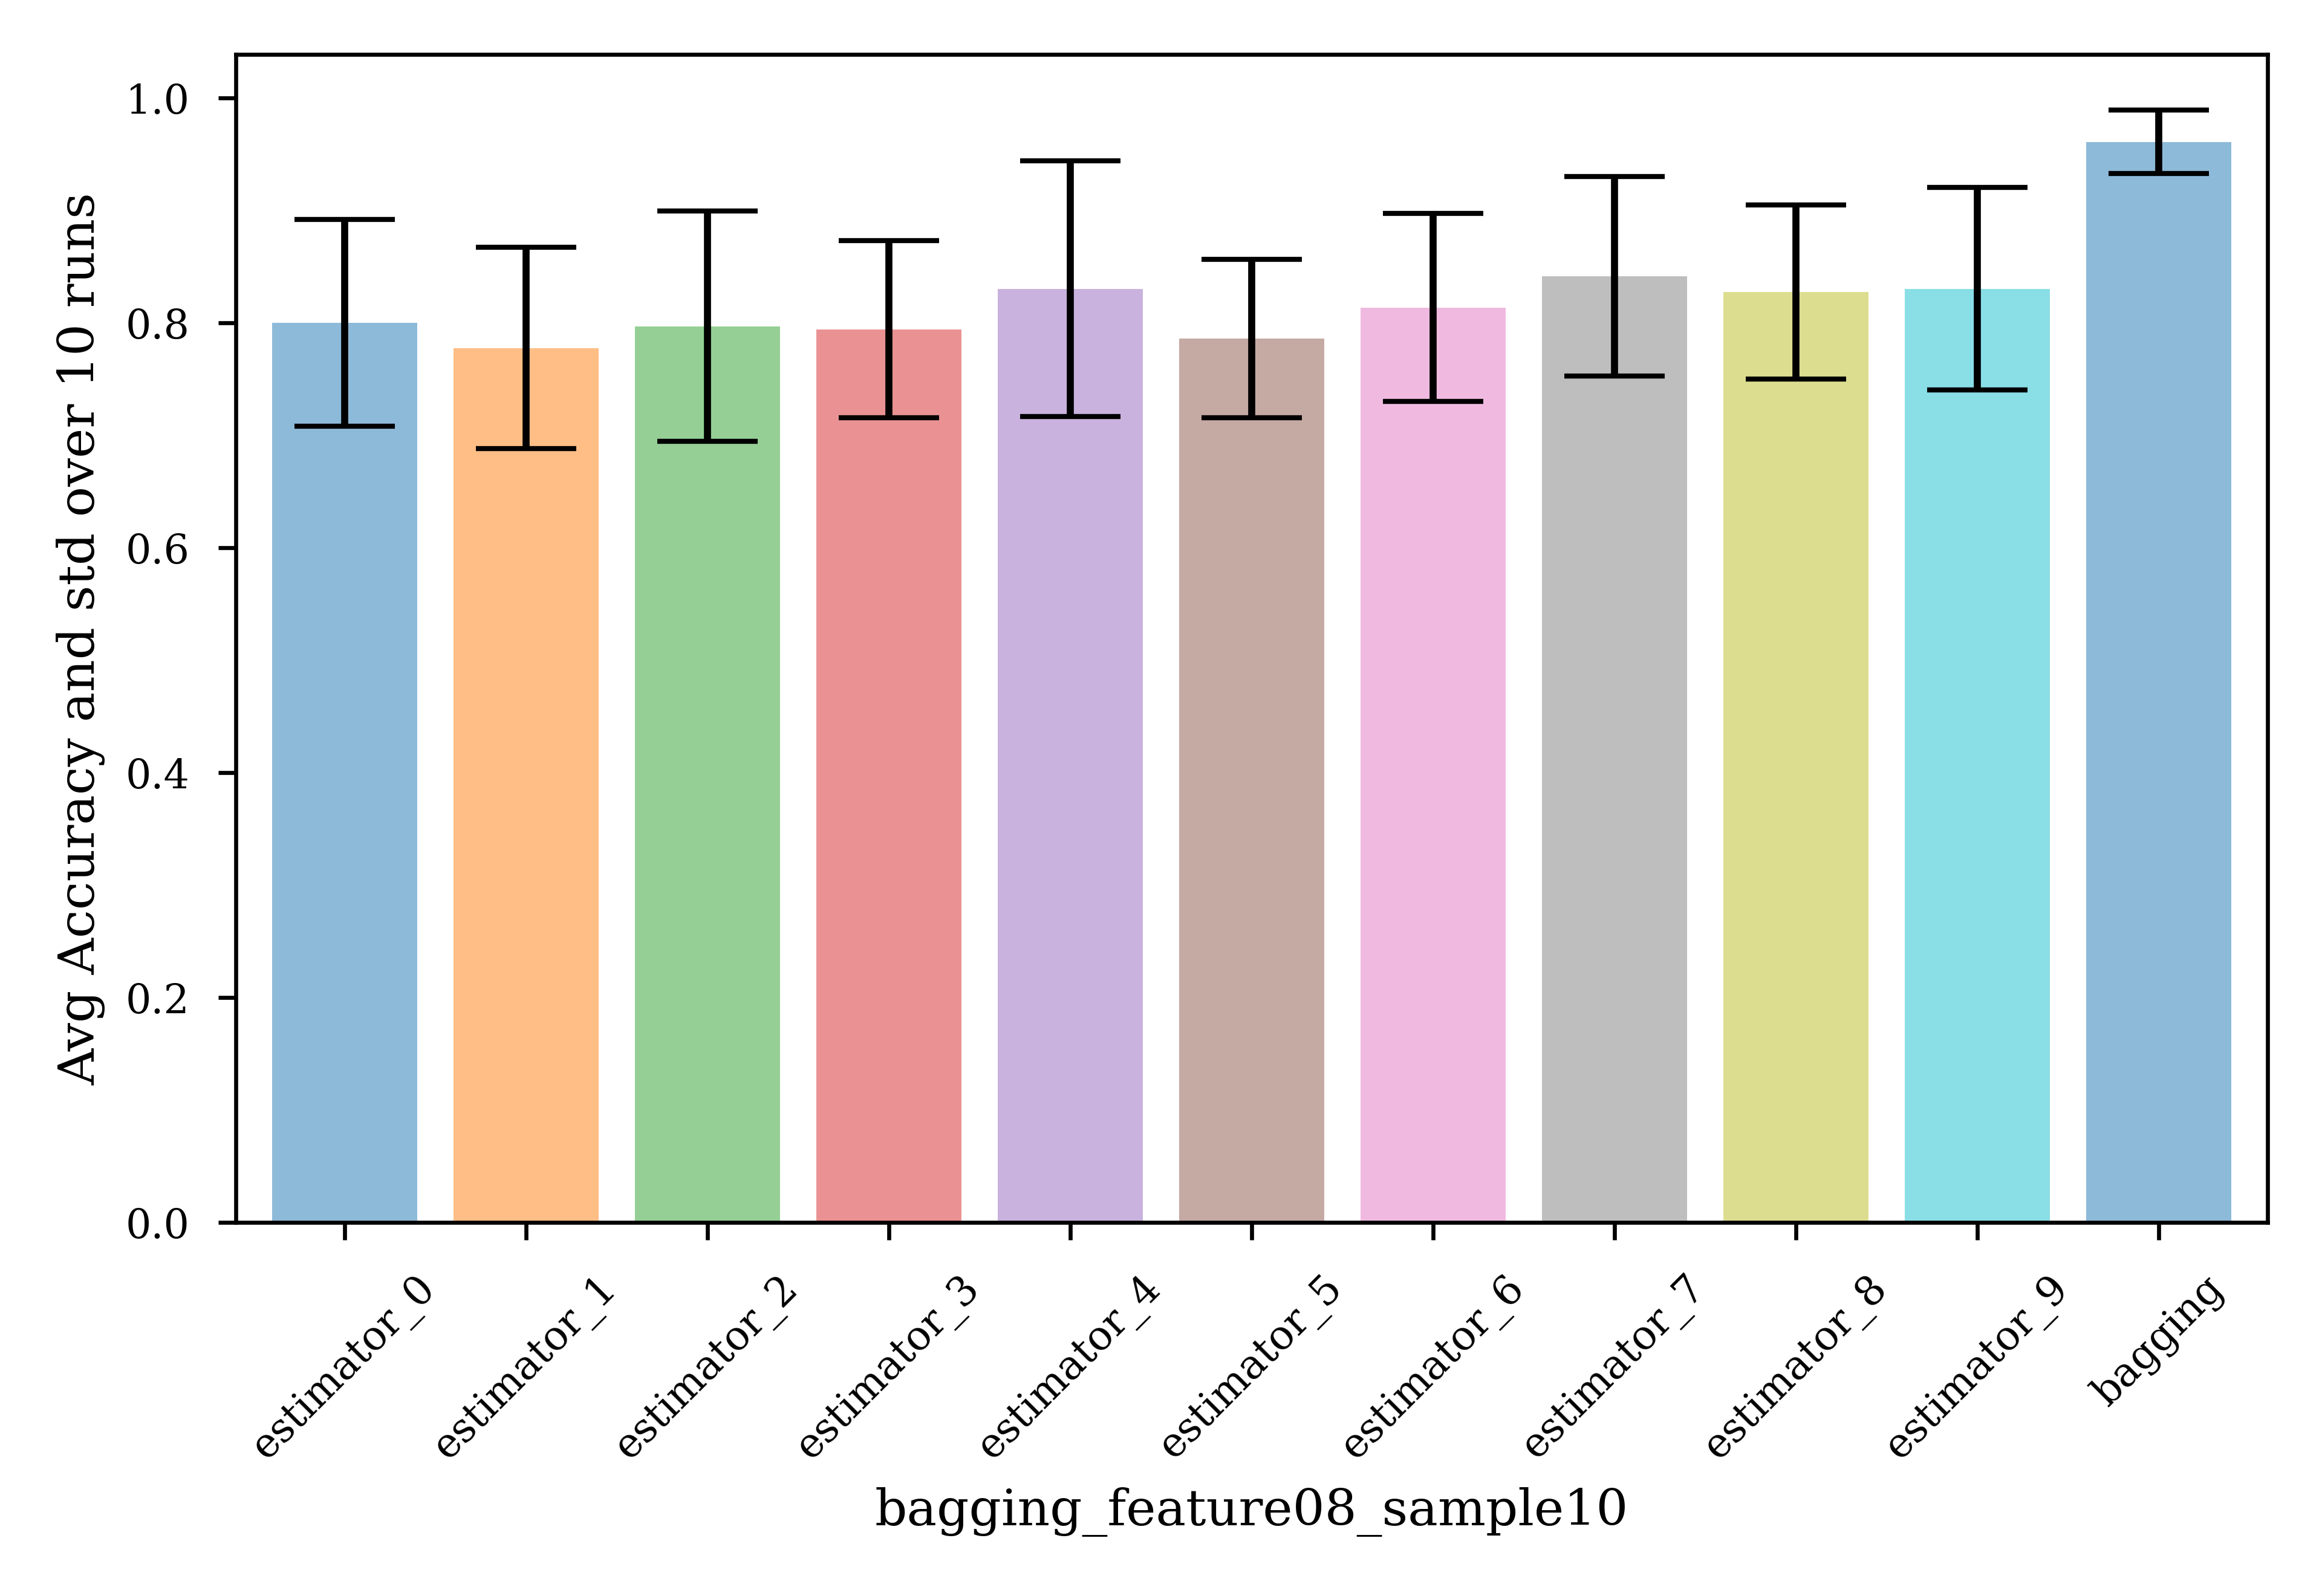 Avg Accuracy and std over 10 runs
1.0
0.8
0.6
0.4
0.2
0.0
estimator_0
estimator_1
estimator_2
estimator_3
estimator_4
estimator_5
estimator_6
estimator_7
estimator_8
estimator_9
bagging
bagging_feature08_sample10